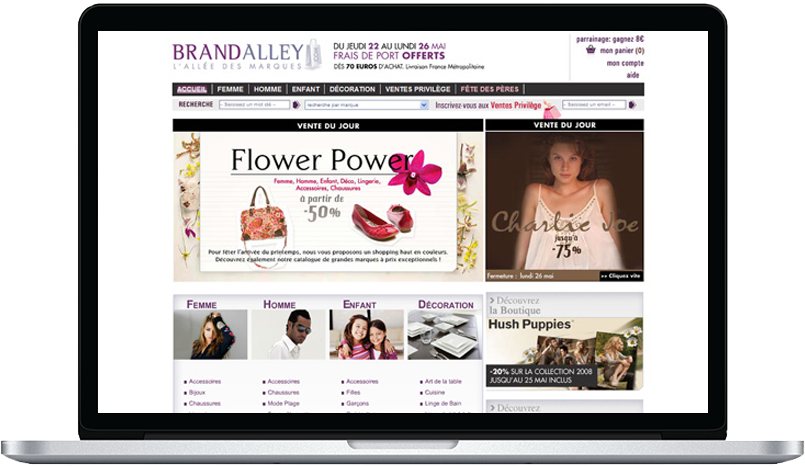 BRANDALLEY
L'ALLÉE DES MARQUES
DU JEUDI 22 AU LUNDI 26 MAI
FRAIS DE PORT OFFERTS
DÈS 70 EUROS D'ACHAT. Livraison France Métropolitaine
parrainage: gagnez 8€
mon panier (0)
mon compte
aide
ACCUEIL FEMME HOMME ENFANT DÉCORATION VENTES PRIVILÈGE FÊTE DES PÈRES
RECHERCHE - Saisissez un mot clé - recherche par marque Inscrivez-vous aux Ventes Privilège - Saisissez un email -
VENTE DU JOUR
Flower Power
Femme, Homme, Enfant, Déco, Lingerie,
Accessoires, Chaussures
à partir de
-50%
Pour fêter l'arrivée du printemps, nous vous proposons un shopping haut en couleurs.
Découvrez également notre catalogue de grandes marques à prix exceptionnels !
VENTE DU JOUR
Charlie Joe
jusqu'à
-75%
Fermeture : lundi 26 mai
»» Cliquez vite
FEMME
HOMME
ENFANT
DÉCORATION
Accessoires
Bijoux
Chaussures
Accessoires
Chaussures
Mode Plage
Accessoires
Filles
Garçons
Art de la table
Cuisine
Linge de Bain
Découvrez
la Boutique
Hush Puppies
-20% SUR LA COLLECTION 2008
JUSQU'AU 25 MAI INCLUS
Découvrez